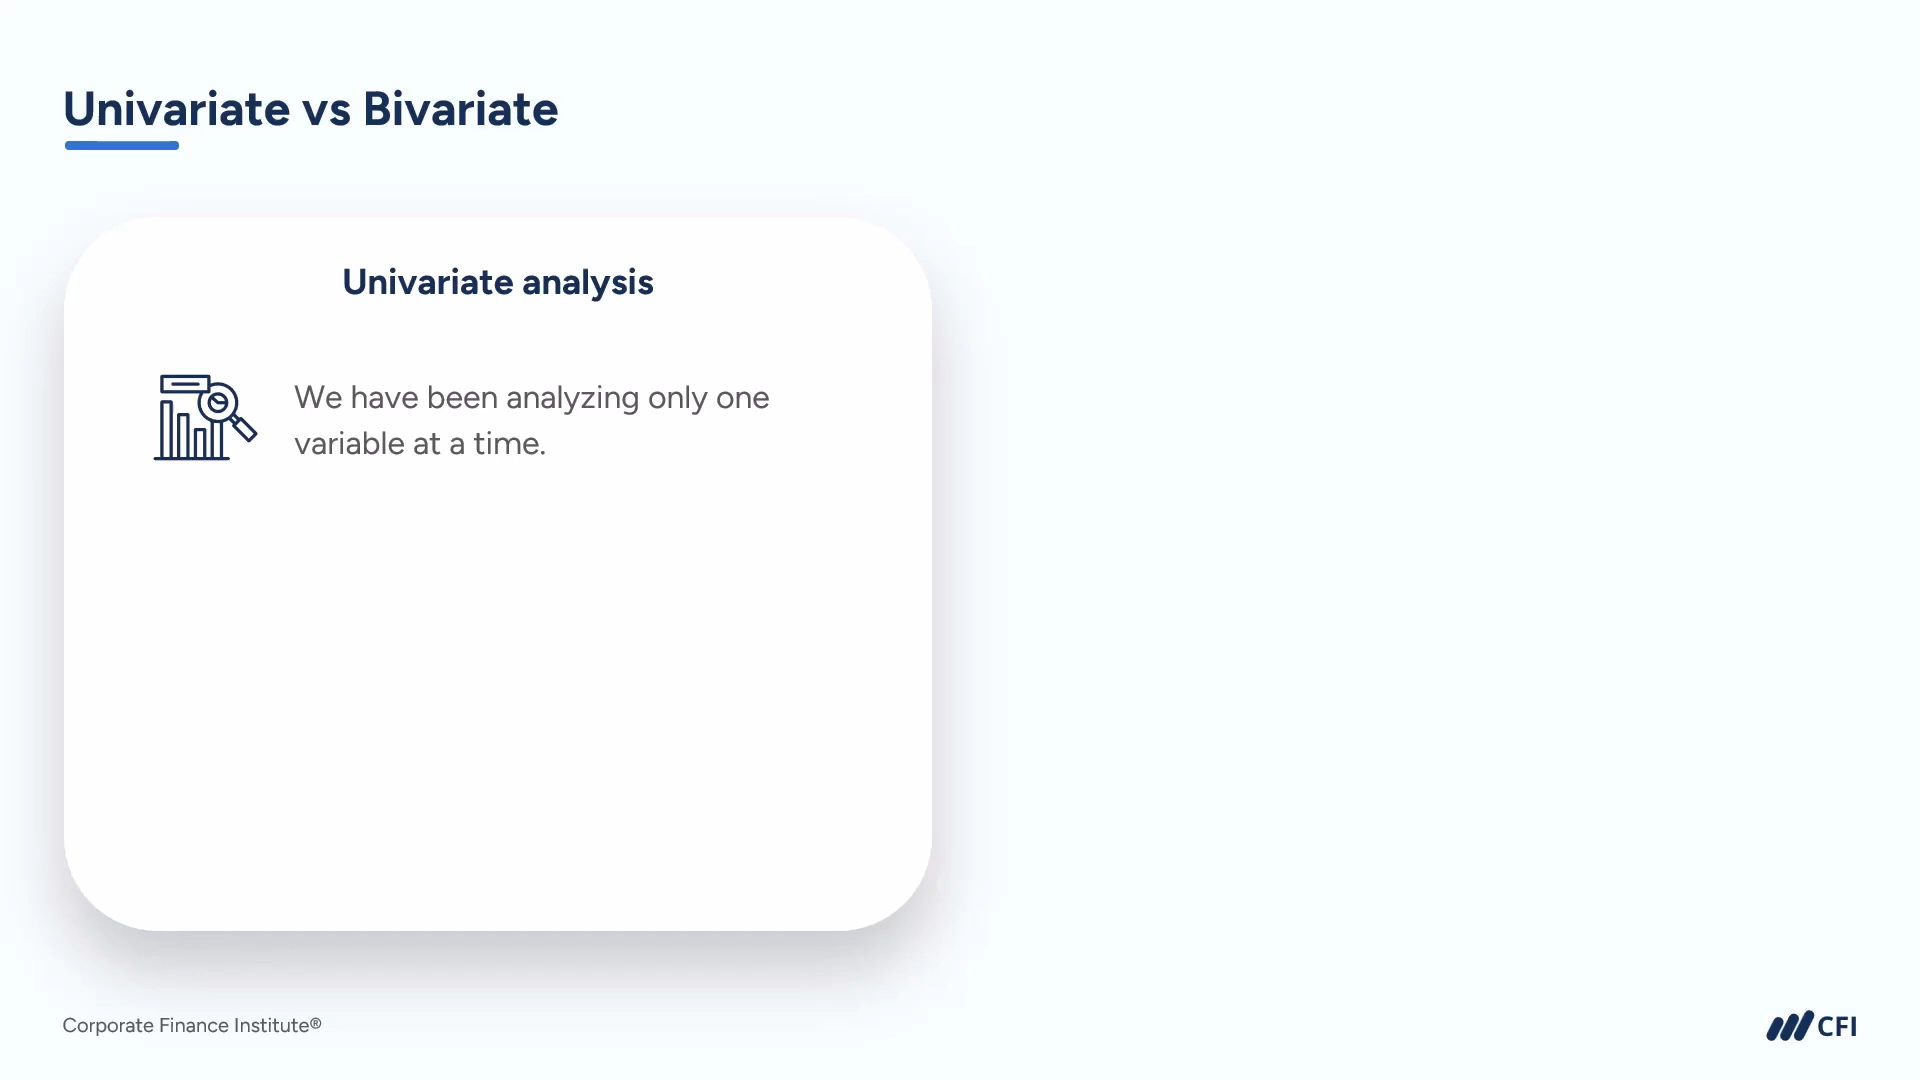 Univariate vs Bivariate
Univariate analysis
We have been analyzing only one
variable at a time.
Corporate Finance Institute®
CFI